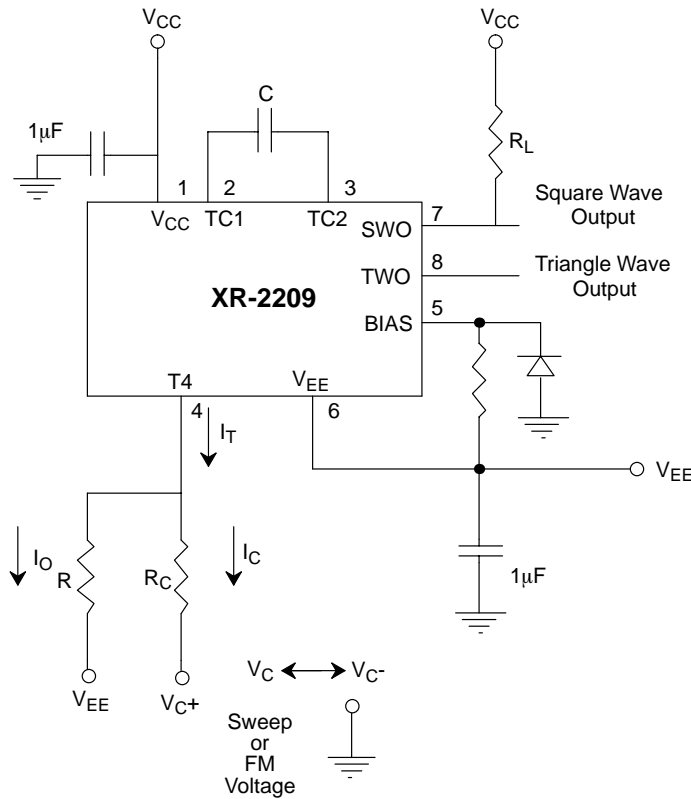 VCC
VCC
C
1µF
RL
1
2
3
VCC
TC1
TC2
7
SWO
Square Wave
Output
8
TWO
Triangle Wave
Output
XR-2209
5
BIAS
T4
VEE
4
6
IT
VEE
IO
R
RC
IC
1µF
VEE
VC+
VC
VC-
Sweep
or
FM
Voltage